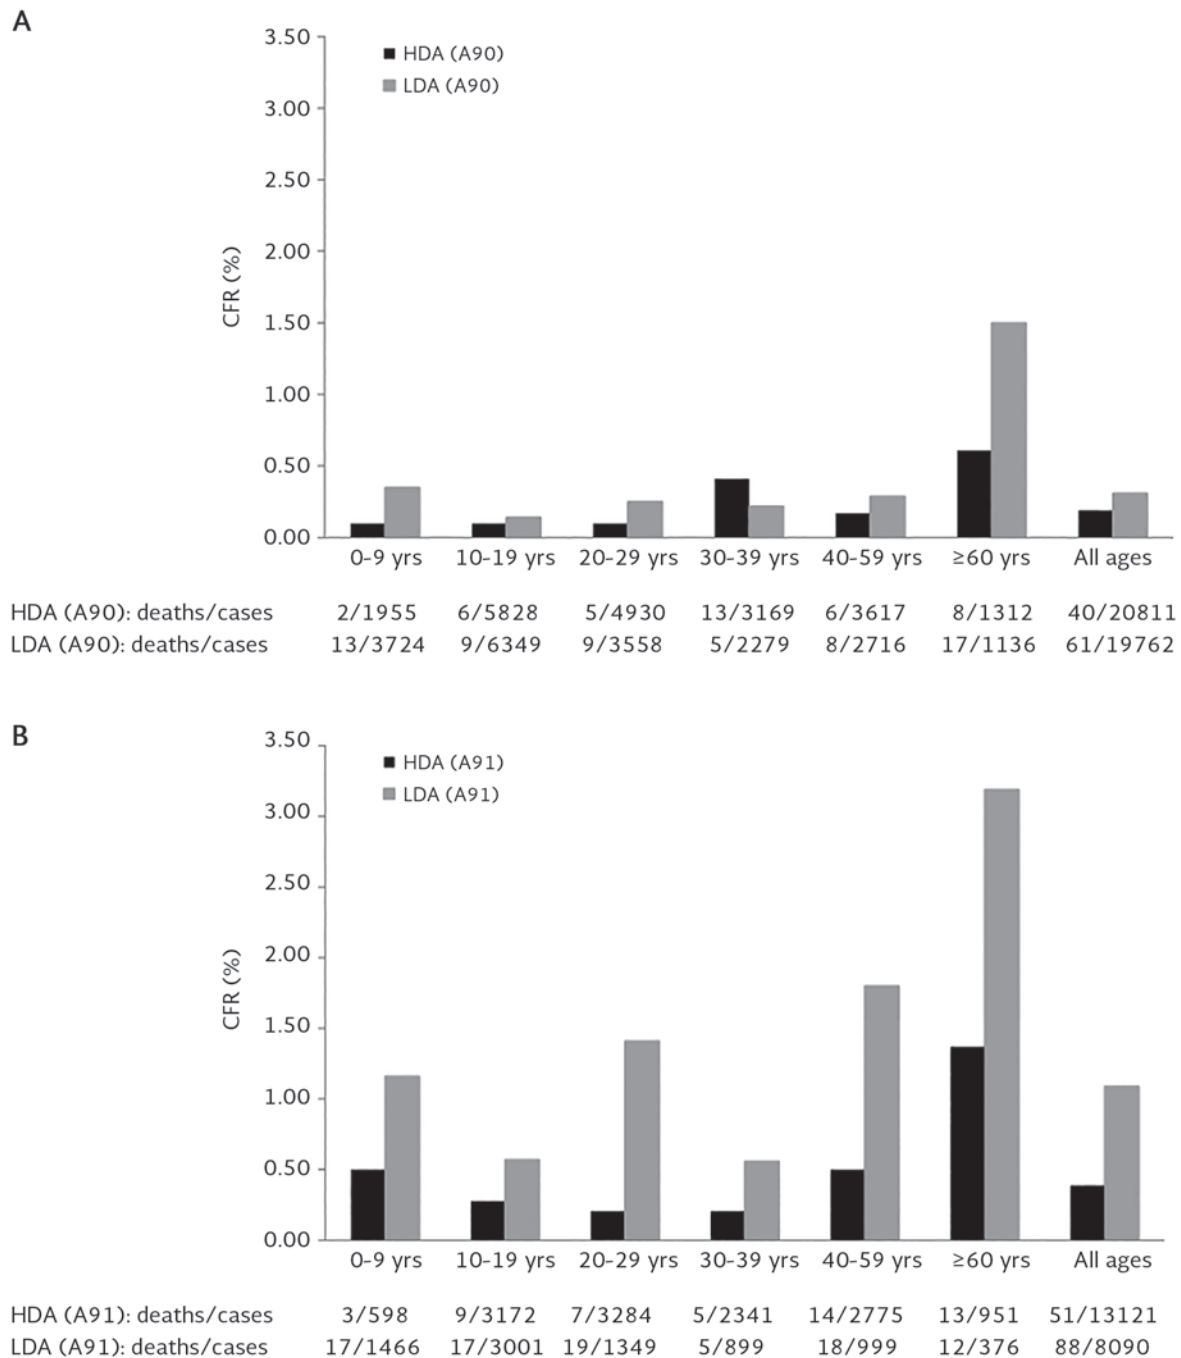 A
3.50
HDA (A90)
LDA (A90)
3.00
2.50
2.00
CFR (%)
1.50
1.00
0.50
0.00
0-9 yrs 10-19 yrs 20-29 yrs 30-39 yrs 40-59 yrs ≥60 yrs All ages
HDA (A90): deaths/cases 2/1955 6/5828 5/4930 13/3169 6/3617 8/1312 40/20811
LDA (A90): deaths/cases 13/3724 9/6349 9/3558 5/2279 8/2716 17/1136 61/19762
B
3.50
HDA (A91)
LDA (A91)
3.00
2.50
2.00
CFR (%)
1.50
1.00
0.50
0.00
0-9 yrs 10-19 yrs 20-29 yrs 30-39 yrs 40-59 yrs ≥60 yrs All ages
HDA (A91): deaths/cases 3/598 9/3172 7/3284 5/2341 14/2775 13/951 51/13121
LDA (A91): deaths/cases 17/1466 17/3001 19/1349 5/899 18/999 12/376 88/8090